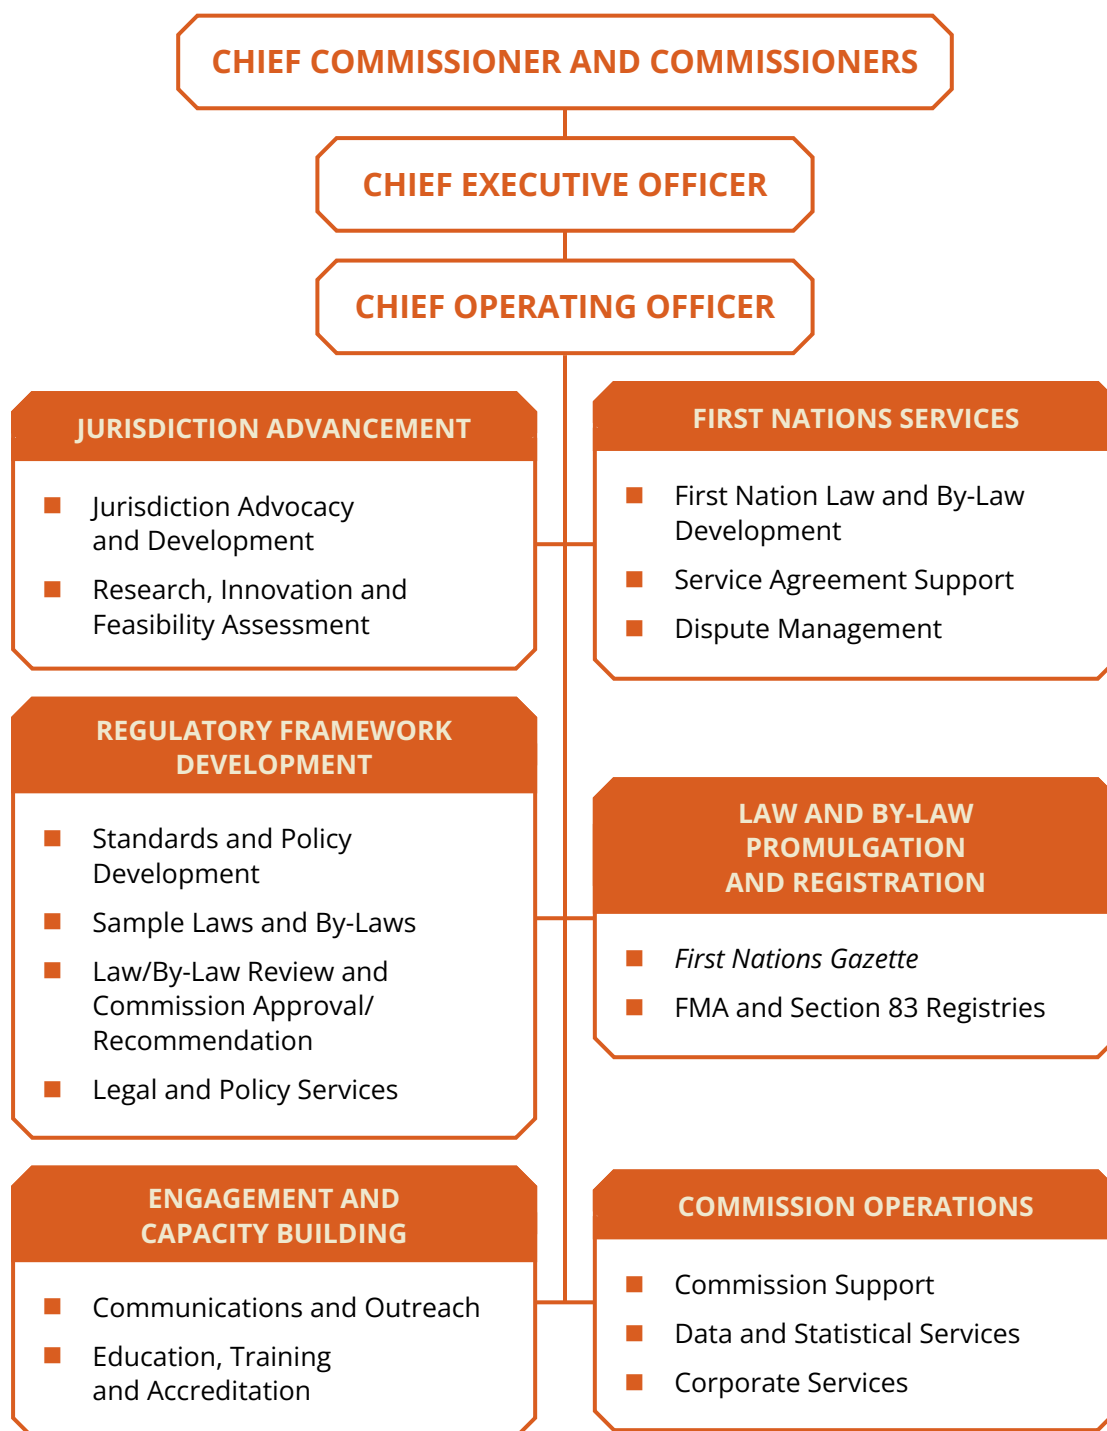 CHIEF COMMISSIONER AND COMMISSIONERS
CHIEF EXECUTIVE OFFICER
CHIEF OPERATING OFFICER
JURISDICTION ADVANCEMENT
Jurisdiction Advocacy
and Development
Research, Innovation and
Feasibility Assessment
FIRST NATIONS SERVICES
First Nation Law and By-Law
Development
Service Agreement Support
Dispute Management
REGULATORY FRAMEWORK
DEVELOPMENT
Standards and Policy
Development
Sample Laws and By-Laws
Law/By-Law Review and
Commission Approval/
Recommendation
Legal and Policy Services
LAW AND BY-LAW
PROMULGATION
AND REGISTRATION
First Nations Gazette
FMA and Section 83 Registries
ENGAGEMENT AND
CAPACITY BUILDING
Communications and Outreach
Education, Training
and Accreditation
COMMISSION OPERATIONS
Commission Support
Data and Statistical Services
Corporate Services